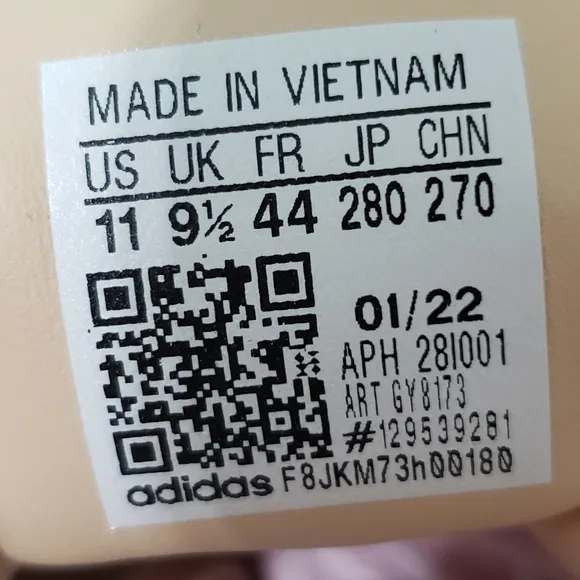 MADE IN VIETNAM
US UK FR JP CHN
11 9½ 44 280 270
01/22
APH 28I001
ART GY8173
#129539281
adidas F8JKM73h00180